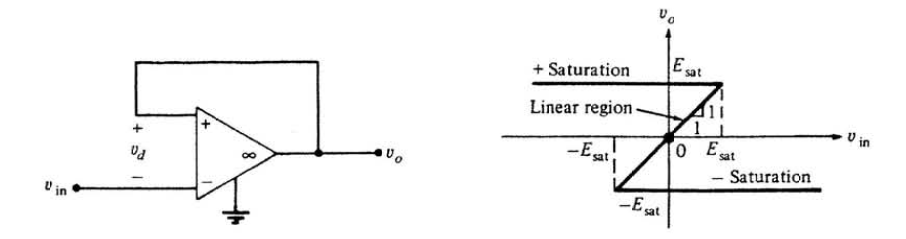 +
v_d
−
+
−
∞
v_in
v_o
v_o
+ Saturation
E_sat
Linear region
1
1
−E_sat
0
E_sat
v_in
− Saturation
−E_sat